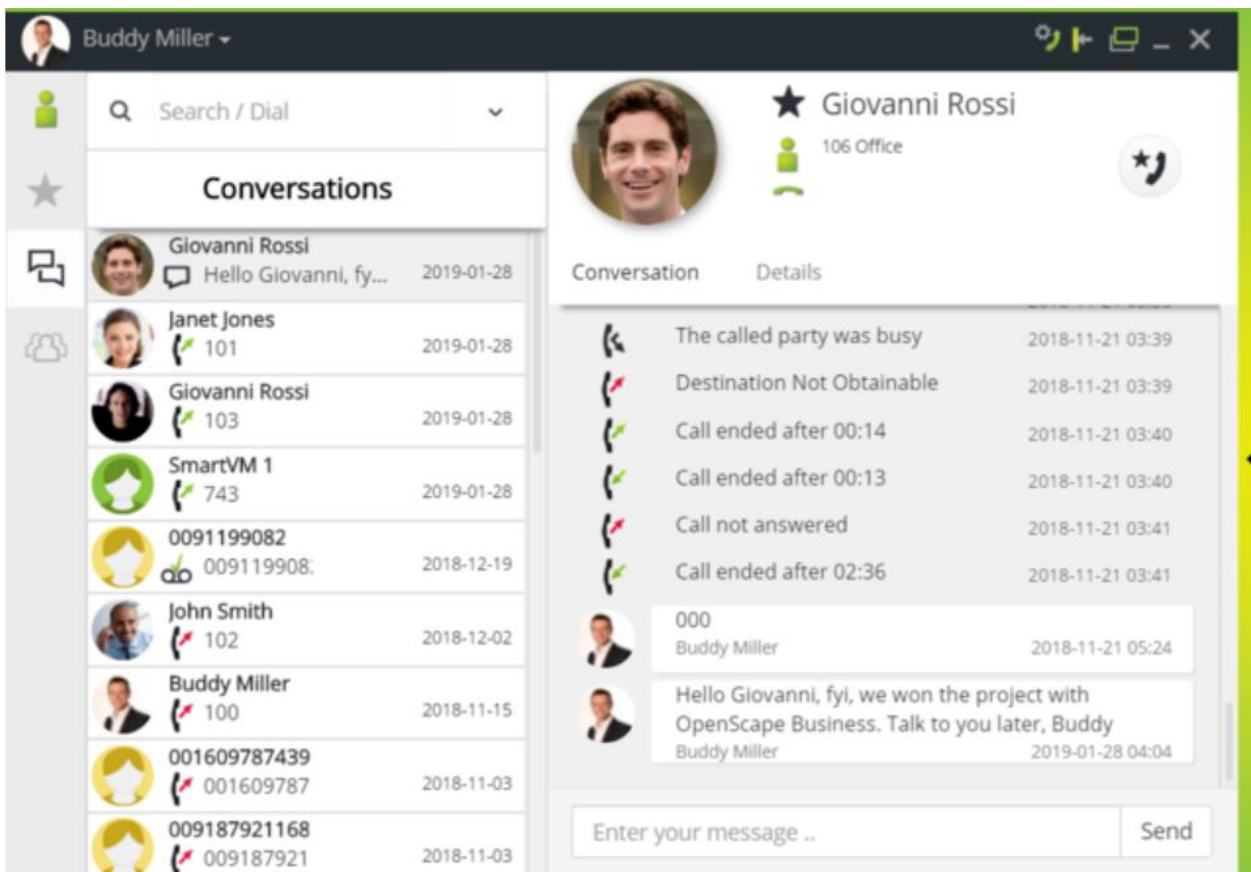 Buddy Miller
Search / Dial
Conversations
Giovanni Rossi
Hello Giovanni, fy...
2019-01-28
Janet Jones
101
2019-01-28
Giovanni Rossi
103
2019-01-28
SmartVM 1
743
2019-01-28
0091199082
009119908
2018-12-19
John Smith
102
2018-12-02
Buddy Miller
100
2018-11-15
001609787439
001609787
2018-11-03
009187921168
009187921
2018-11-03
Giovanni Rossi
106 Office
Conversation
Details
The called party was busy
2018-11-21 03:39
Destination Not Obtainable
2018-11-21 03:39
Call ended after 00:14
2018-11-21 03:40
Call ended after 00:13
2018-11-21 03:40
Call not answered
2018-11-21 03:41
Call ended after 02:36
2018-11-21 03:41
000
Buddy Miller
2018-11-21 05:24
Hello Giovanni, fyi, we won the project with
OpenScape Business. Talk to you later, Buddy
Buddy Miller
2019-01-28 04:04
Enter your message ..
Send